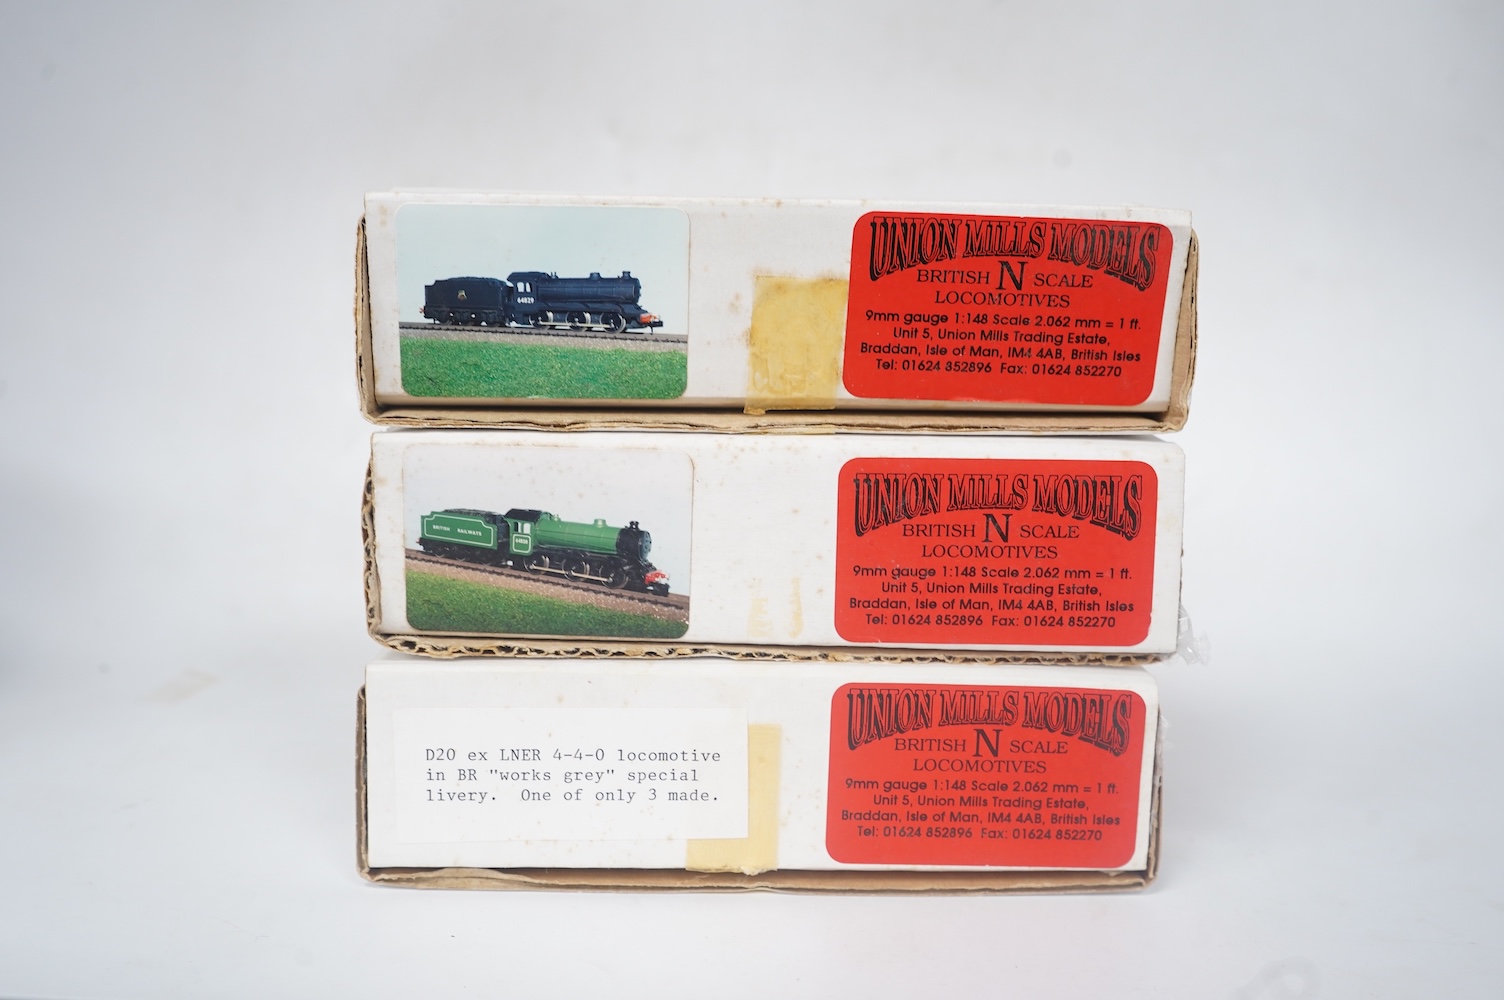 64829
UNION MILLS MODELS
BRITISH N SCALE
LOCOMOTIVES
9mm gauge 1:148 Scale 2.062 mm = 1 ft.
Unit 5, Union Mills Trading Estate,
Braddan, Isle of Man, IM4 4AB, British Isles
Tel: 01624 852896 Fax: 01624 852270
BRITISH RAILWAYS
UNION MILLS MODELS
BRITISH N SCALE
LOCOMOTIVES
9mm gauge 1:148 Scale 2.062 mm = 1 ft.
Unit 5, Union Mills Trading Estate,
Braddan, Isle of Man, IM4 4AB, British Isles
Tel: 01624 852896 Fax: 01624 852270
D20 ex LNER 4-4-0 locomotive
in BR "works grey" special
livery. One of only 3 made.
UNION MILLS MODELS
BRITISH N SCALE
LOCOMOTIVES
9mm gauge 1:148 Scale 2.062 mm = 1 ft.
Unit 5, Union Mills Trading Estate,
Braddan, Isle of Man, IM4 4AB, British Isles
Tel: 01624 852896 Fax: 01624 852270